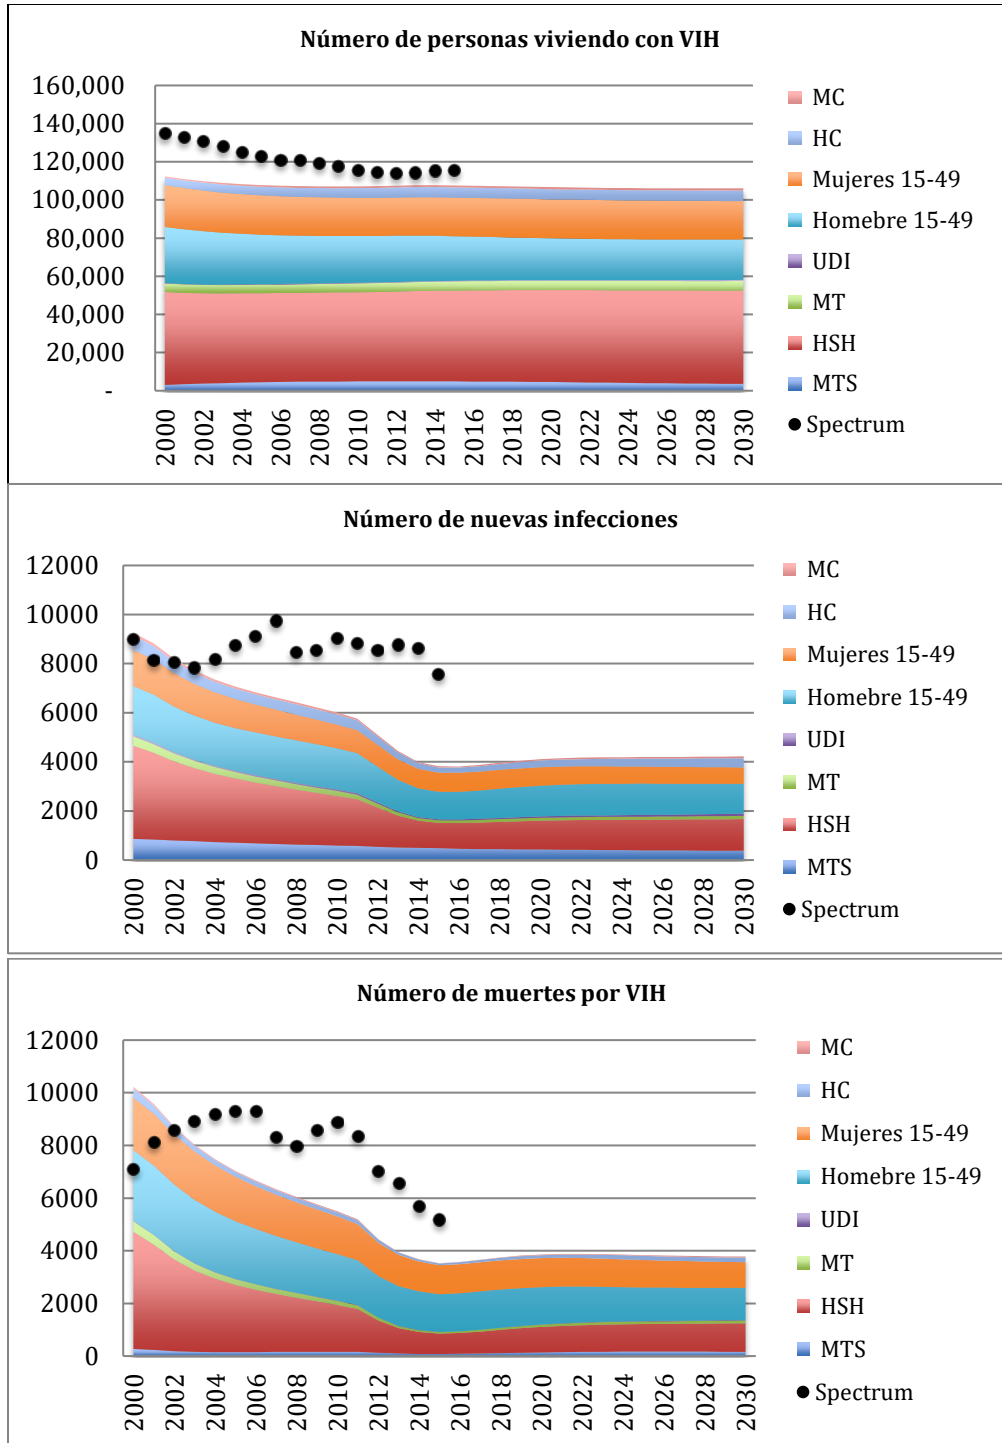 Número de personas viviendo con VIH
160,000
140,000
120,000
100,000
80,000
60,000
40,000
20,000
-
2000
2002
2004
2006
2008
2010
2012
2014
2016
2018
2020
2022
2024
2026
2028
2030
MC
HC
Mujeres 15-49
Homebre 15-49
UDI
MT
HSH
MTS
Spectrum
Número de nuevas infecciones
12000
10000
8000
6000
4000
2000
0
2000
2002
2004
2006
2008
2010
2012
2014
2016
2018
2020
2022
2024
2026
2028
2030
MC
HC
Mujeres 15-49
Homebre 15-49
UDI
MT
HSH
MTS
Spectrum
Número de muertes por VIH
12000
10000
8000
6000
4000
2000
0
2000
2002
2004
2006
2008
2010
2012
2014
2016
2018
2020
2022
2024
2026
2028
2030
MC
HC
Mujeres 15-49
Homebre 15-49
UDI
MT
HSH
MTS
Spectrum